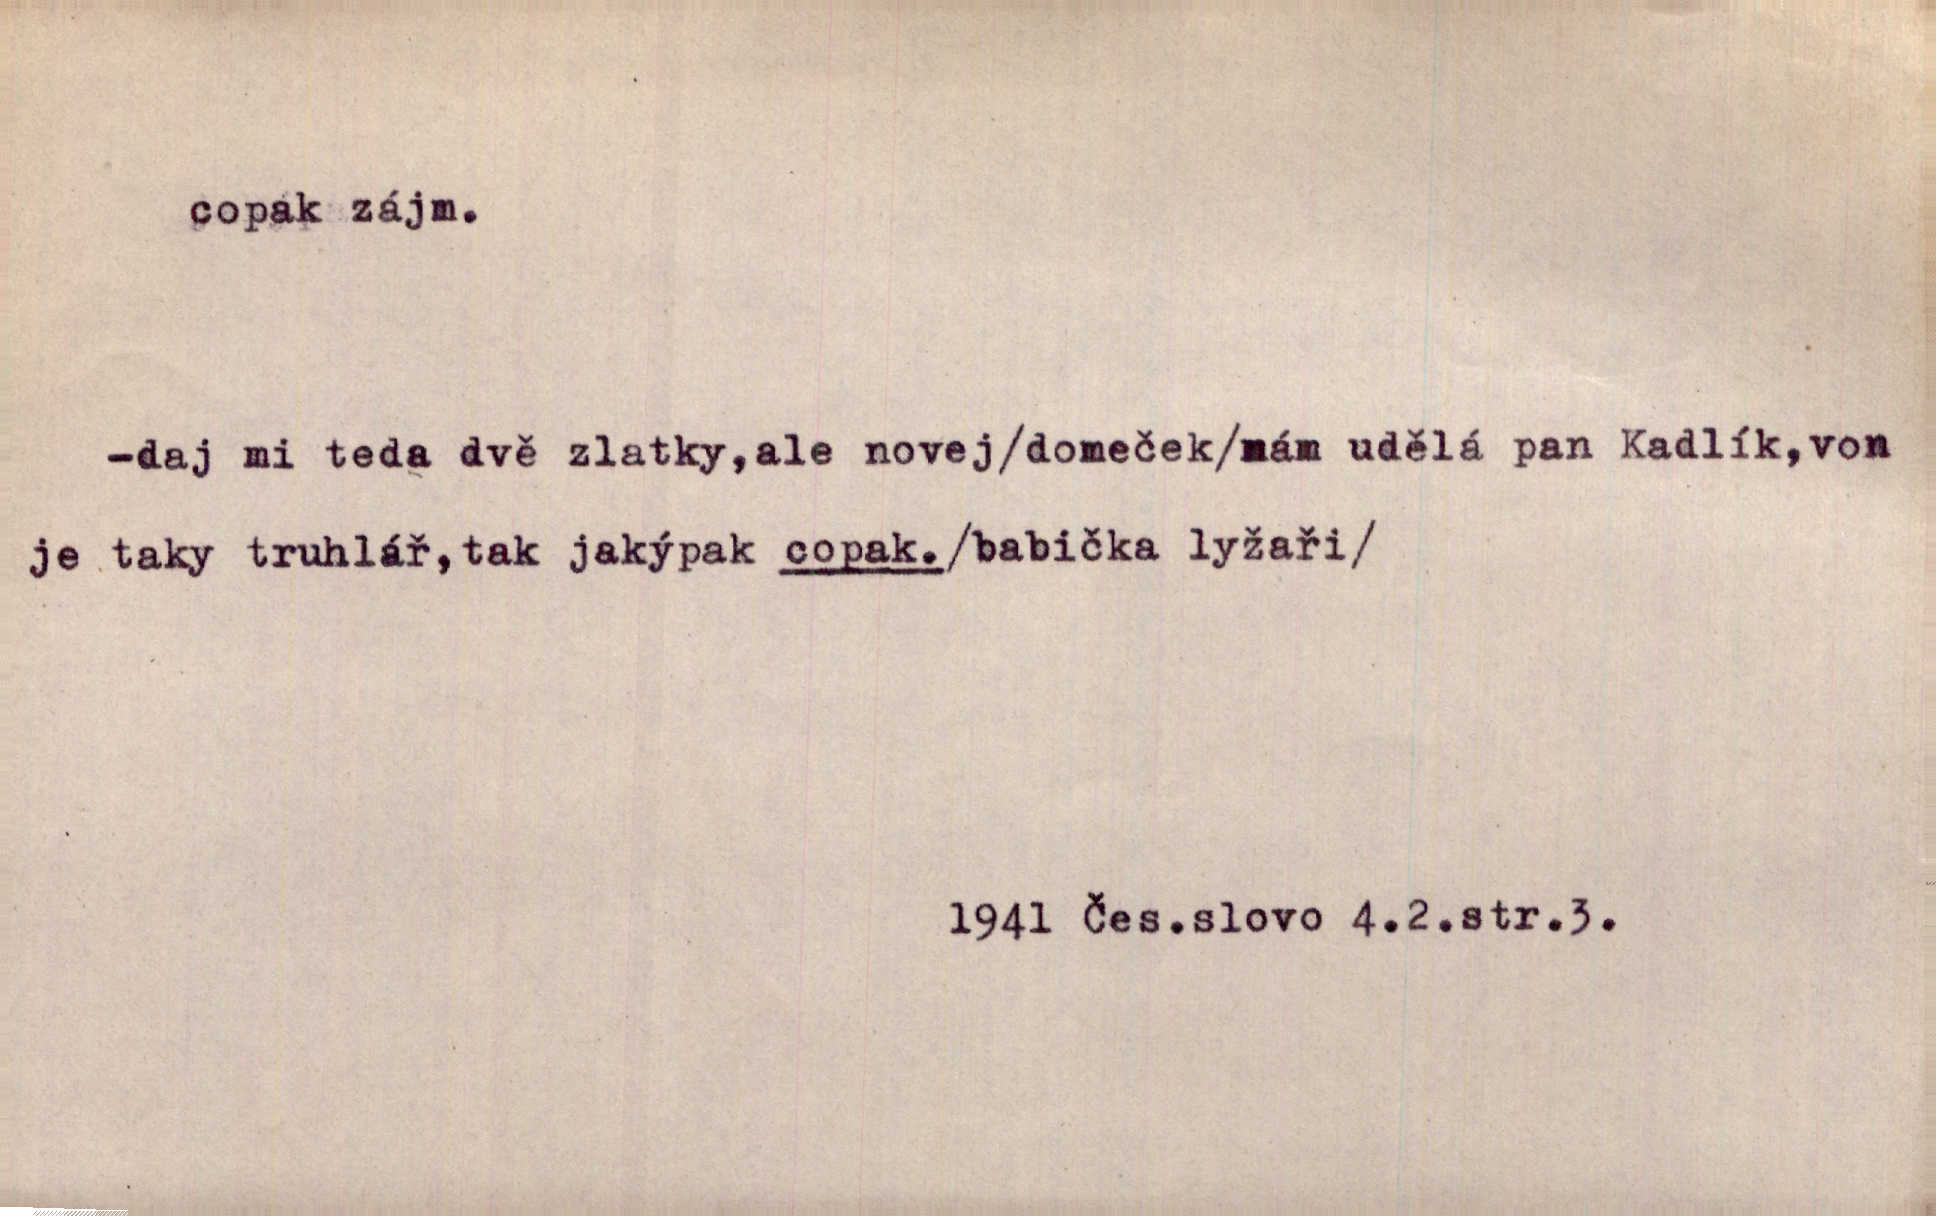 copak zájm.
-daj mi teda dvě zlatky,ale novej/domeček/nám udělá pan Kadlík,von
je taky truhlář,tak jakýpak copak./babička lyžaři/
1941 Čes.slovo 4.2.str.3.